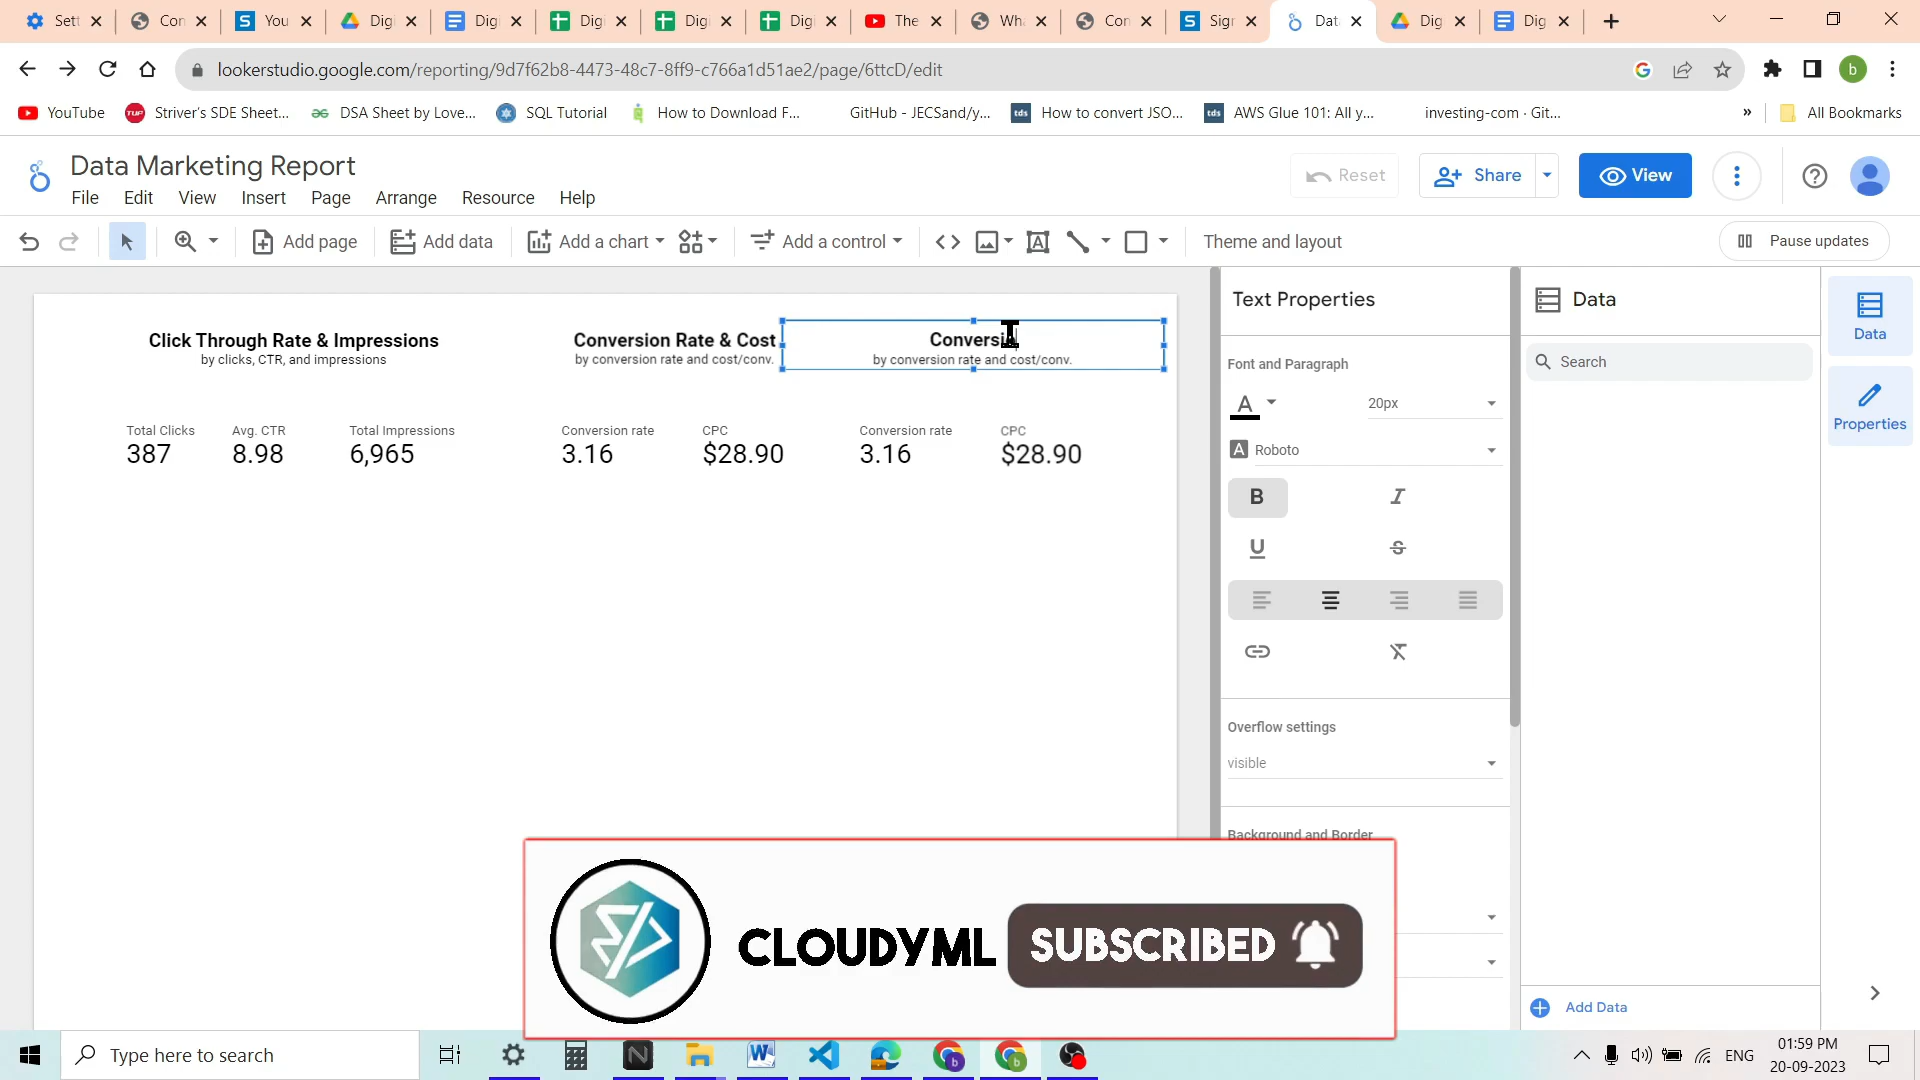 Sett
Con
You
Digi
Digi
Digi
Digi
Digi
The
Wha
Con
Sign
Dat
Digi
Digi
lookerstudio.google.com/reporting/9d7f62b8-4473-48c7-8ff9-c766a1d51ae2/page/6ttcD/edit
b
YouTube
Striver's SDE Sheet...
DSA Sheet by Love...
SQL Tutorial
How to Download F...
GitHub - JECSand/y...
How to convert JSO...
AWS Glue 101: All y...
investing-com · Git...
»
All Bookmarks
Data Marketing Report
Reset
Share
View
File
Edit
View
Insert
Page
Arrange
Resource
Help
Add page
Add data
Add a chart
Add a control
Theme and layout
Pause updates
Click Through Rate & Impressions
by clicks, CTR, and impressions
Conversion Rate & Cost
by conversion rate and cost/conv.
Conversi
by conversion rate and cost/conv.
Total Clicks
387
Avg. CTR
8.98
Total Impressions
6,965
Conversion rate
3.16
CPC
$28.90
Conversion rate
3.16
CPC
$28.90
Text Properties
Font and Paragraph
A
20px
A Roboto
B
I
U
S
Overflow settings
visible
Background and Border
Data
Search
Add Data
Data
Properties
CLOUDYML
SUBSCRIBED
Type here to search
ENG
01:59 PM
20-09-2023